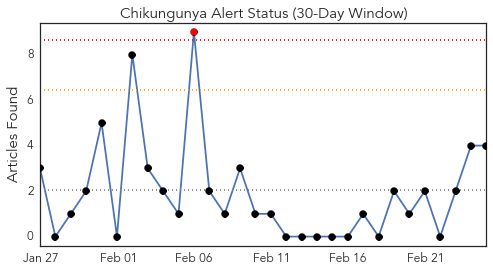 Chikungunya Alert Status (30-Day Window)
Articles Found
8
6
4
2
0
Jan 27 Feb 01 Feb 06 Feb 11 Feb 16 Feb 21